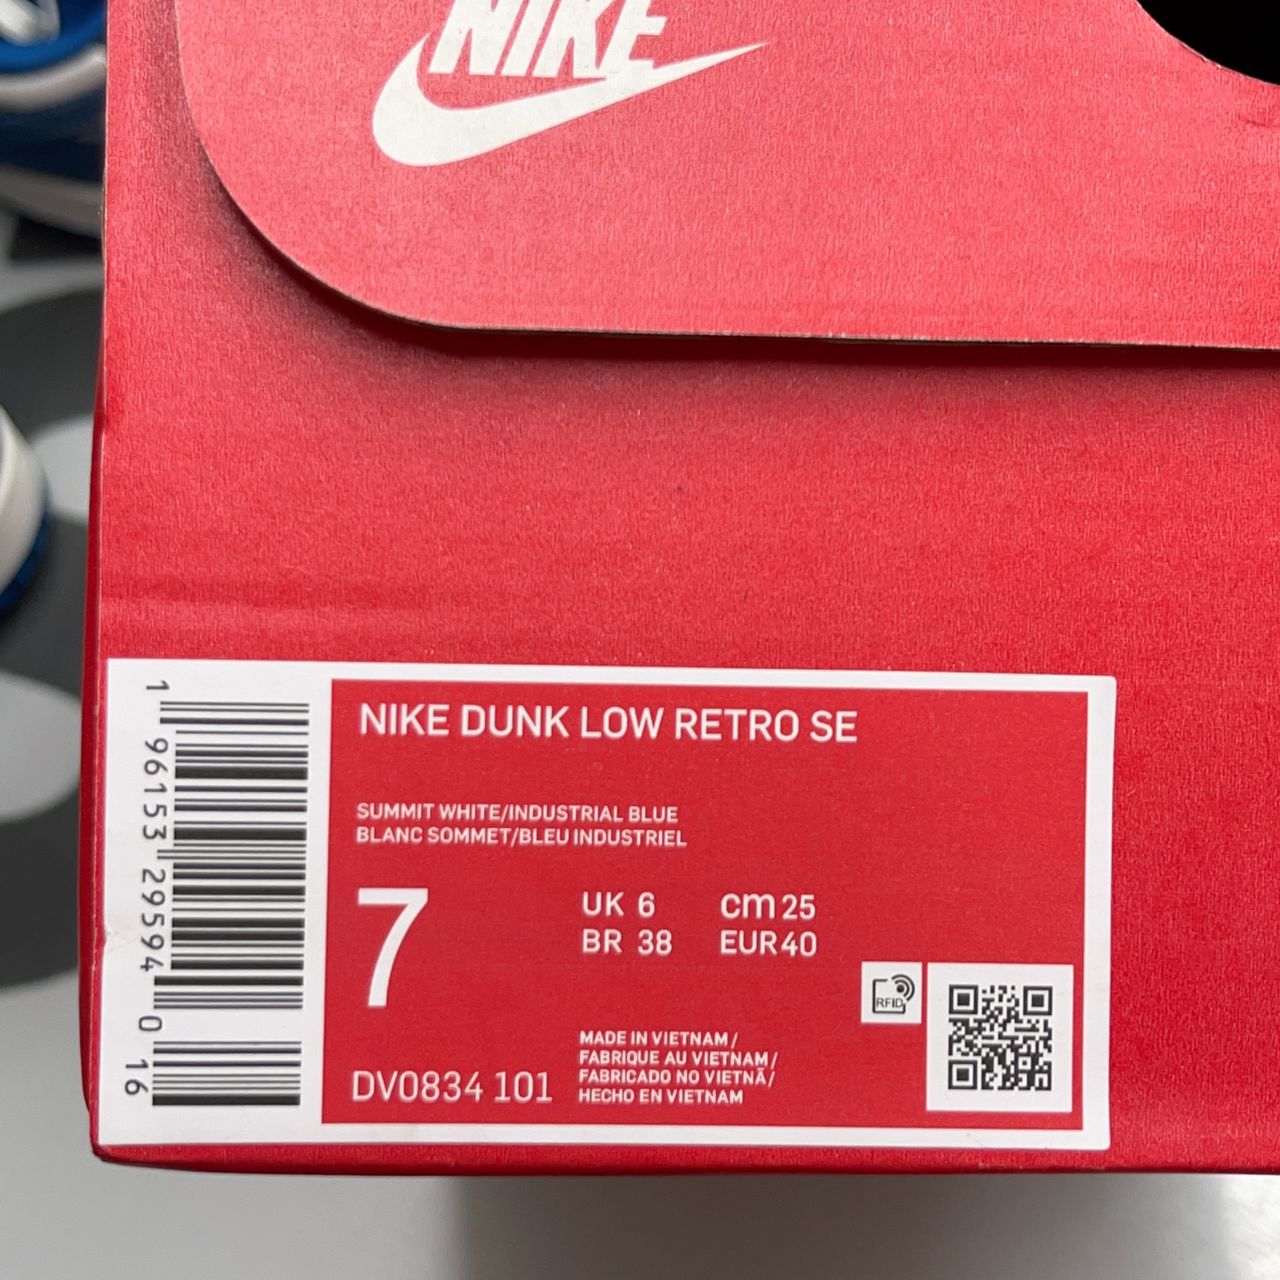 NIKE
NIKE DUNK LOW RETRO SE
SUMMIT WHITE/INDUSTRIAL BLUE
BLANC SOMMET/BLEU INDUSTRIEL
7
UK 6 cm 25
BR 38 EUR 40
RFID
MADE IN VIETNAM /
FABRIQUE AU VIETNAM /
FABRICADO NO VIETNÃ /
HECHO EN VIETNAM
DV0834 101
1 96153 29594 0 16